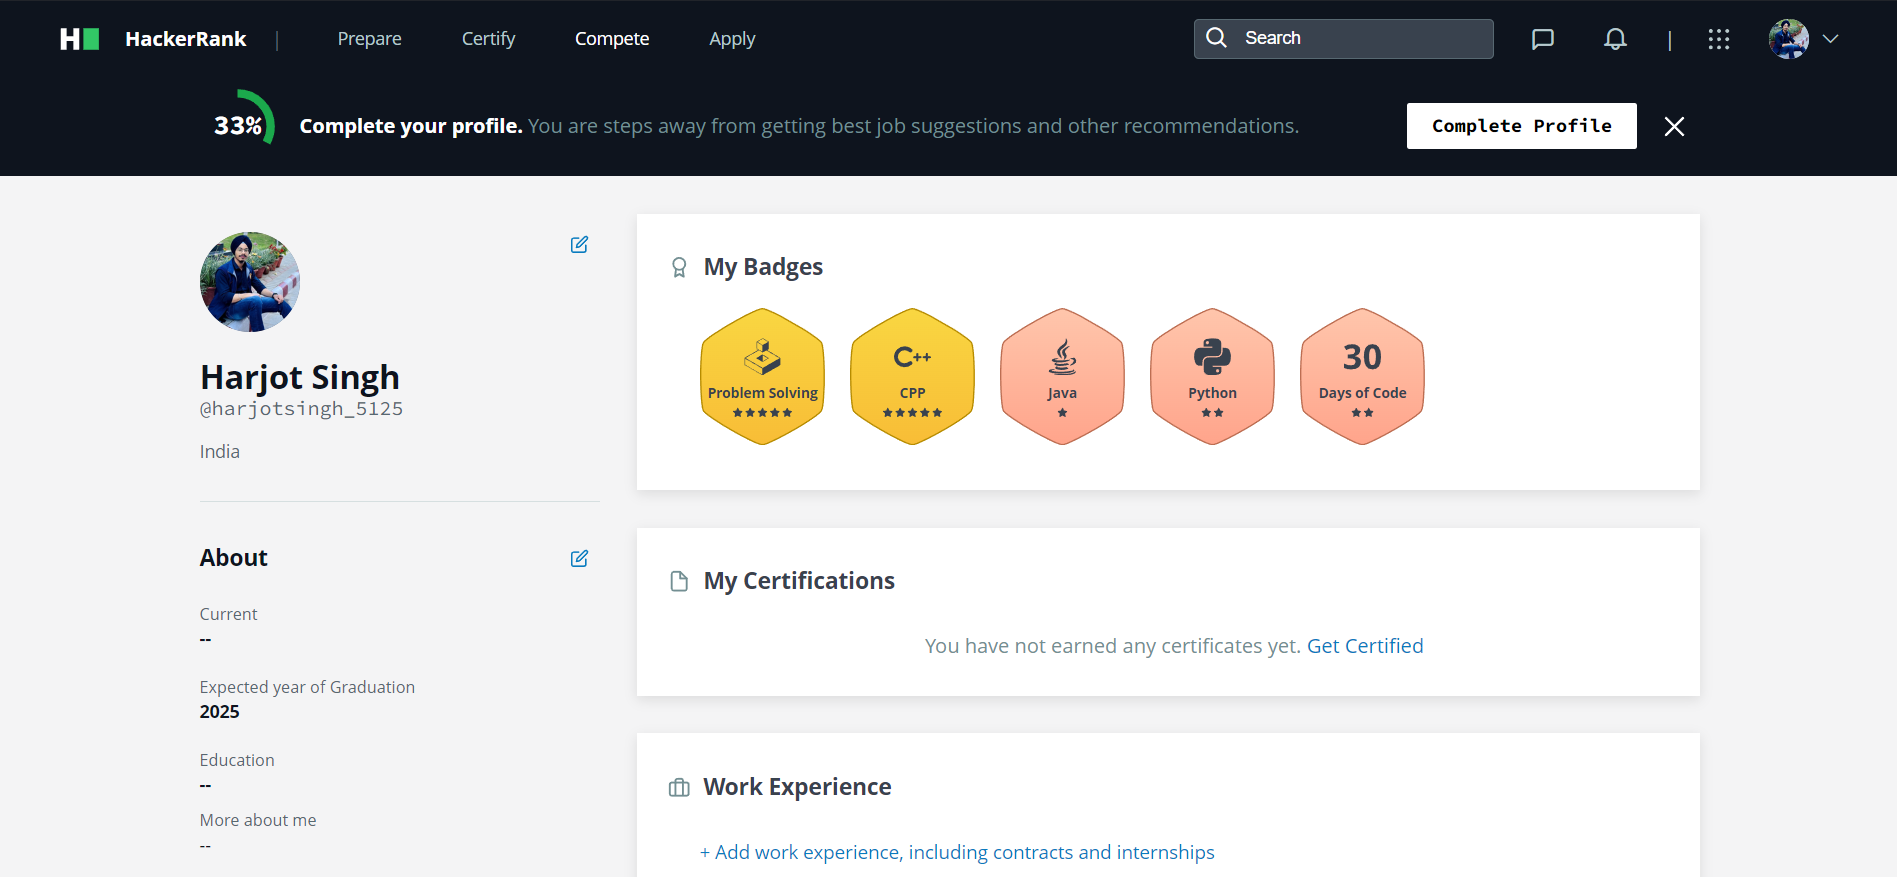 HackerRank | Prepare Certify Compete Apply Search |
33% Complete your profile. You are steps away from getting best job suggestions and other recommendations. Complete Profile
Harjot Singh
@harjotsingh_5125
India
About
Current
--
Expected year of Graduation
2025
Education
--
More about me
--
My Badges
Problem Solving
C++
CPP
Java
Python
30
Days of Code
My Certifications
You have not earned any certificates yet. Get Certified
Work Experience
+ Add work experience, including contracts and internships